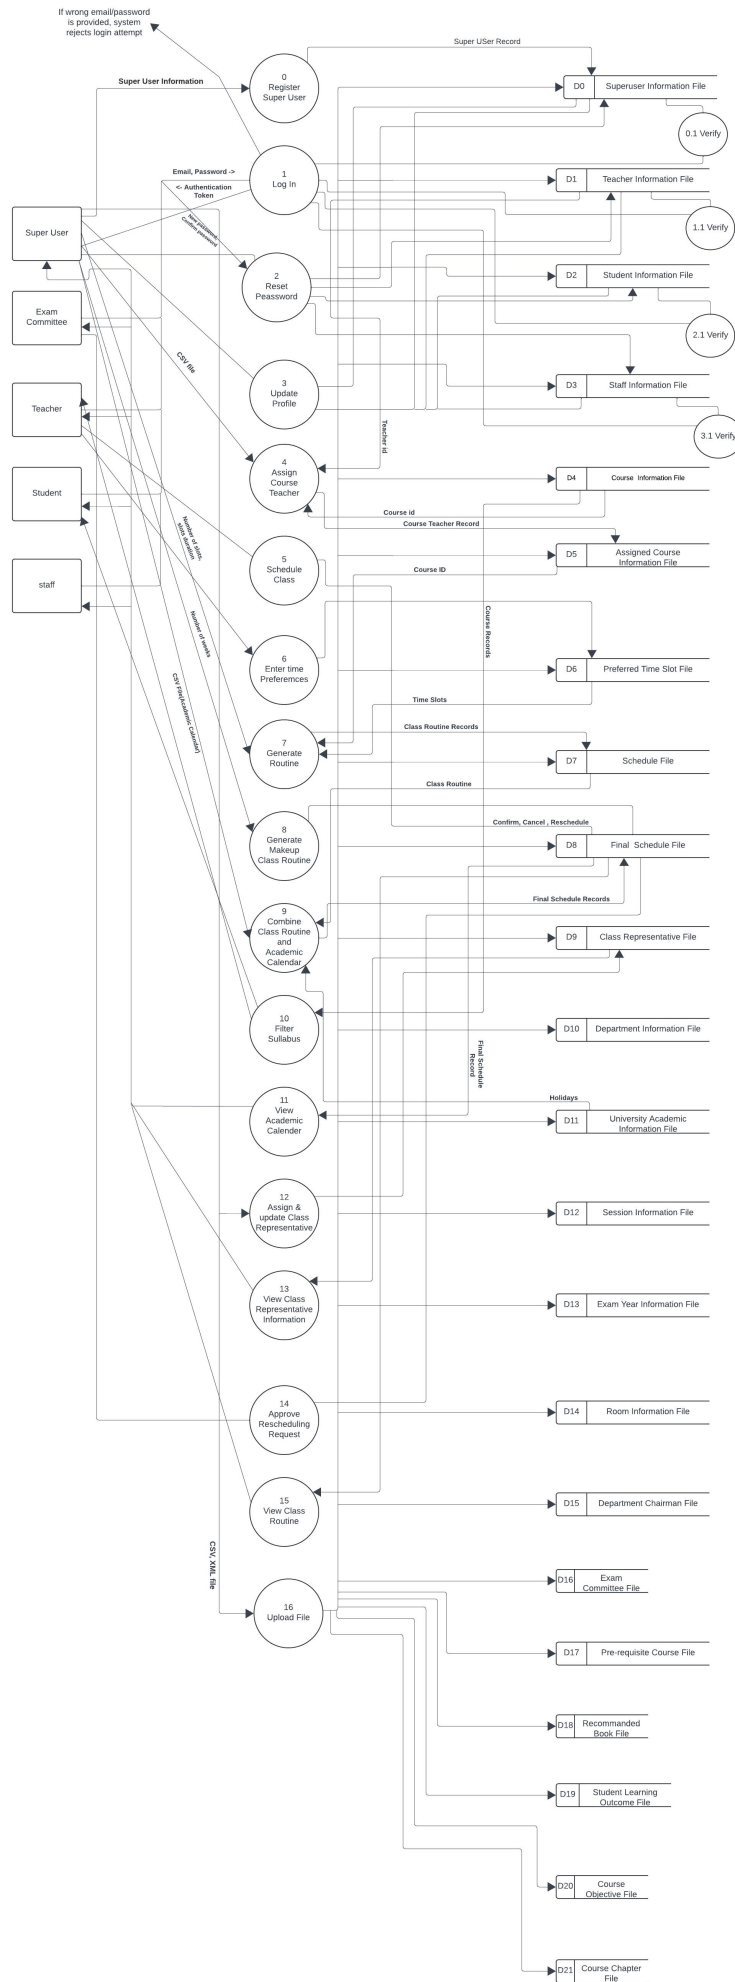 If wrong email/password
is provided, system
rejects login attempt
Super USer Record
Super User Information
0
Register
Super User
D0
Superuser Information File
0.1 Verify
Email, Password ->
<- Authentication
Token
1
Log In
D1
Teacher Information File
1.1 Verify
New password,
Confirm password
Super User
2
Reset
Peassword
D2
Student Information File
2.1 Verify
Exam
Committee
CSV file
3
Update
Profile
D3
Staff Information File
3.1 Verify
Teacher
Teacher id
4
Assign
Course
Teacher
D4
Course Information File
Student
Course id
Course Teacher Record
Number of slots,
slots duration
5
Schedule
Class
D5
Assigned Course
Information File
Course ID
staff
Number of weeks
Course Records
6
Enter time
Preferemces
D6
Preferred Time Slot File
CSV File(Academic Calendar)
Time Slots
Class Routine Records
7
Generate
Routine
D7
Schedule File
Class Routine
Confirm, Cancel , Reschedule
8
Generate
Makeup
Class Routine
D8
Final Schedule File
Final Schedule Records
9
Combine
Class Routine
and
Academic
Calendar
D9
Class Representative File
10
Filter
Sullabus
D10
Department Information File
Final Schedule
Record
Holidays
11
View
Academic
Calender
D11
University Academic
Information File
12
Assign &
update Class
Representative
D12
Session Information File
13
View Class
Representative
Information
D13
Exam Year Information File
14
Approve
Rescheduling
Request
D14
Room Information File
15
View Class
Routine
D15
Department Chairman File
CSV, XML file
16
Upload File
D16
Exam
Committee File
D17
Pre-requisite Course File
D18
Recommanded
Book File
D19
Student Learning
Outcome File
D20
Course
Objective File
D21
Course Chapter
File